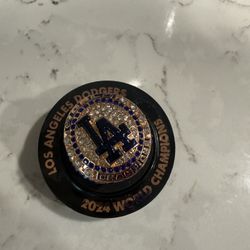 LOS ANGELES DODGERS
LA
2024 WORLD CHAMPIONS